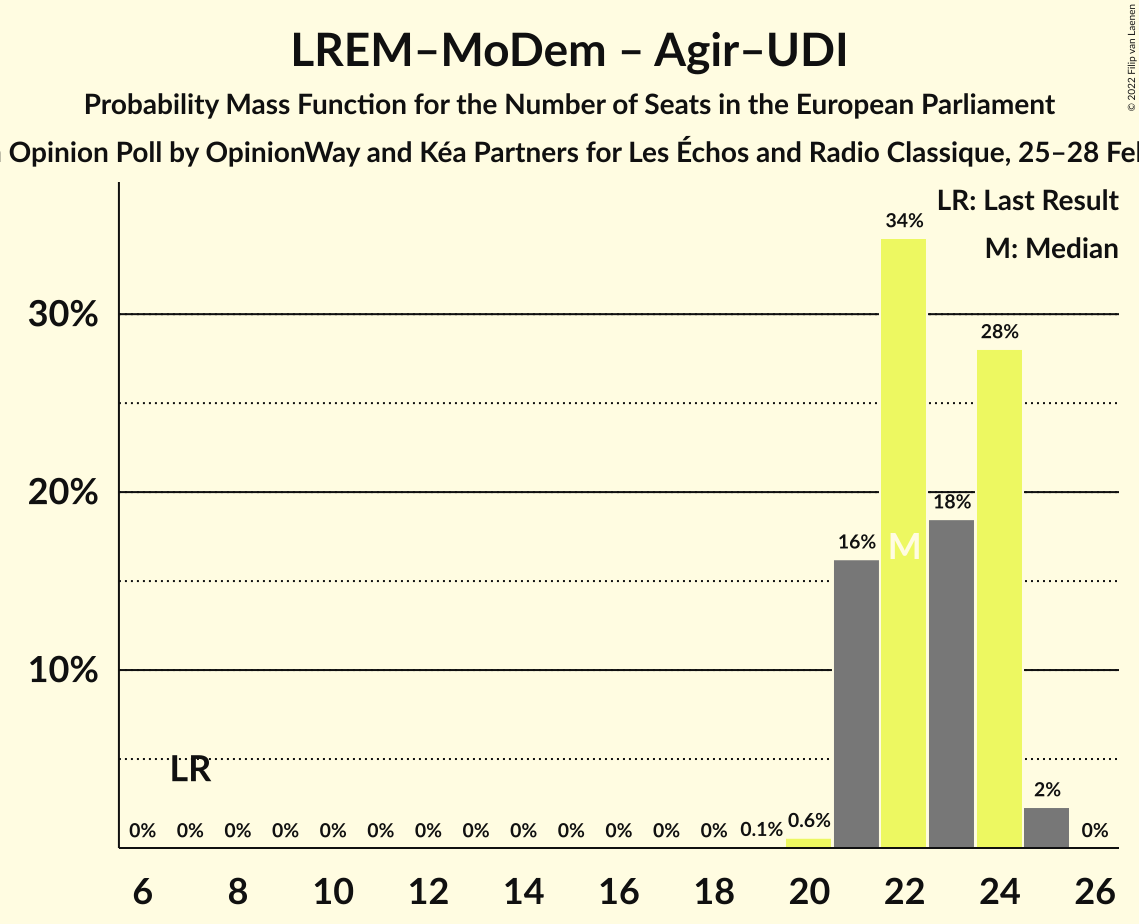 LREM–MoDem – Agir–UDI
Probability Mass Function for the Number of Seats in the European Parliament
Opinion Poll by OpinionWay and Kéa Partners for Les Échos and Radio Classique, 25–28
© 2022 Filip van Laenen
LR: Last Result
M: Median
34%
30%
28%
20%
18%
16%
M
10%
LR
2%
0% 0% 0% 0% 0% 0% 0% 0% 0% 0% 0% 0% 0% 0.1% 0.6% 0%
6 8 10 12 14 16 18 20 22 24 26